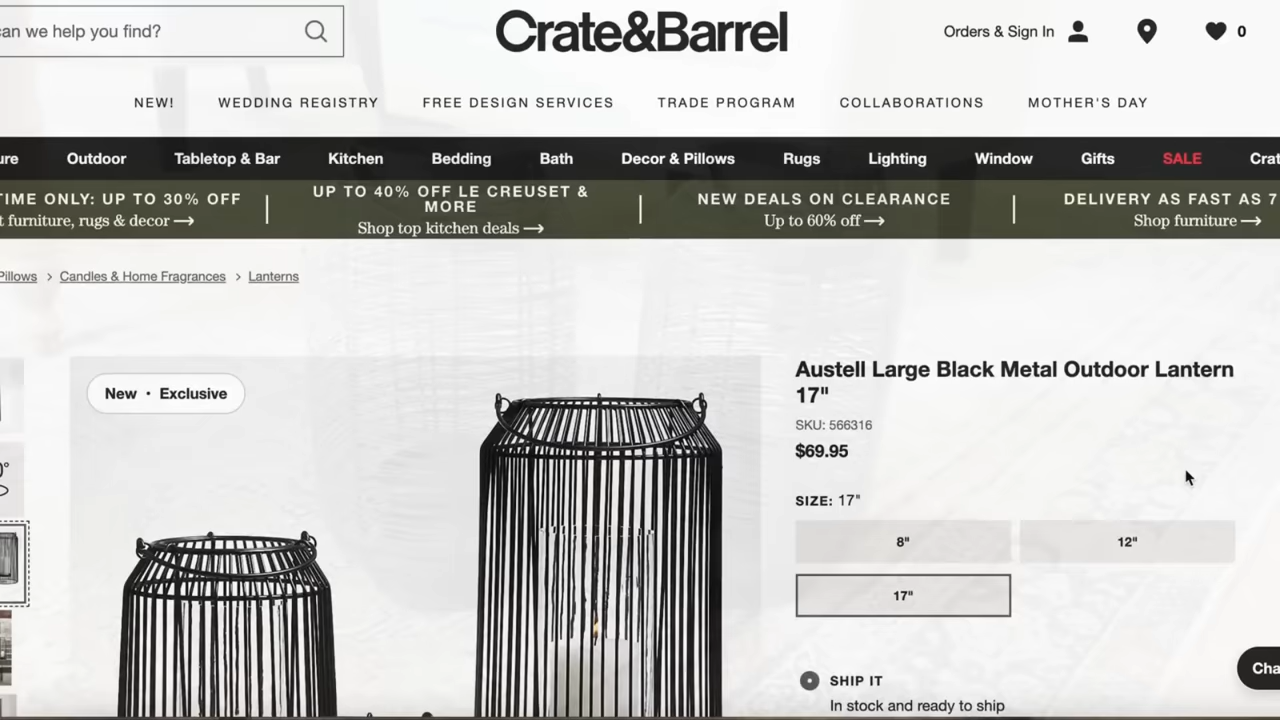 can we help you find?
Crate&Barrel
Orders & Sign In
0
NEW!
WEDDING REGISTRY
FREE DESIGN SERVICES
TRADE PROGRAM
COLLABORATIONS
MOTHER'S DAY
ure
Outdoor
Tabletop & Bar
Kitchen
Bedding
Bath
Decor & Pillows
Rugs
Lighting
Window
Gifts
SALE
Crat
TIME ONLY: UP TO 30% OFF
t furniture, rugs & decor →
UP TO 40% OFF LE CREUSET &
MORE
Shop top kitchen deals →
NEW DEALS ON CLEARANCE
Up to 60% off →
DELIVERY AS FAST AS 7
Shop furniture →
Pillows > Candles & Home Fragrances > Lanterns
New · Exclusive
0°
Austell Large Black Metal Outdoor Lantern
17"
SKU: 566316
$69.95
SIZE: 17"
8"
12"
17"
SHIP IT
In stock and ready to ship
Cha